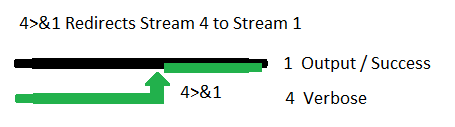 4>&1 Redirects Stream 4 to Stream 1
1 Output / Success
4>&1
4 Verbose